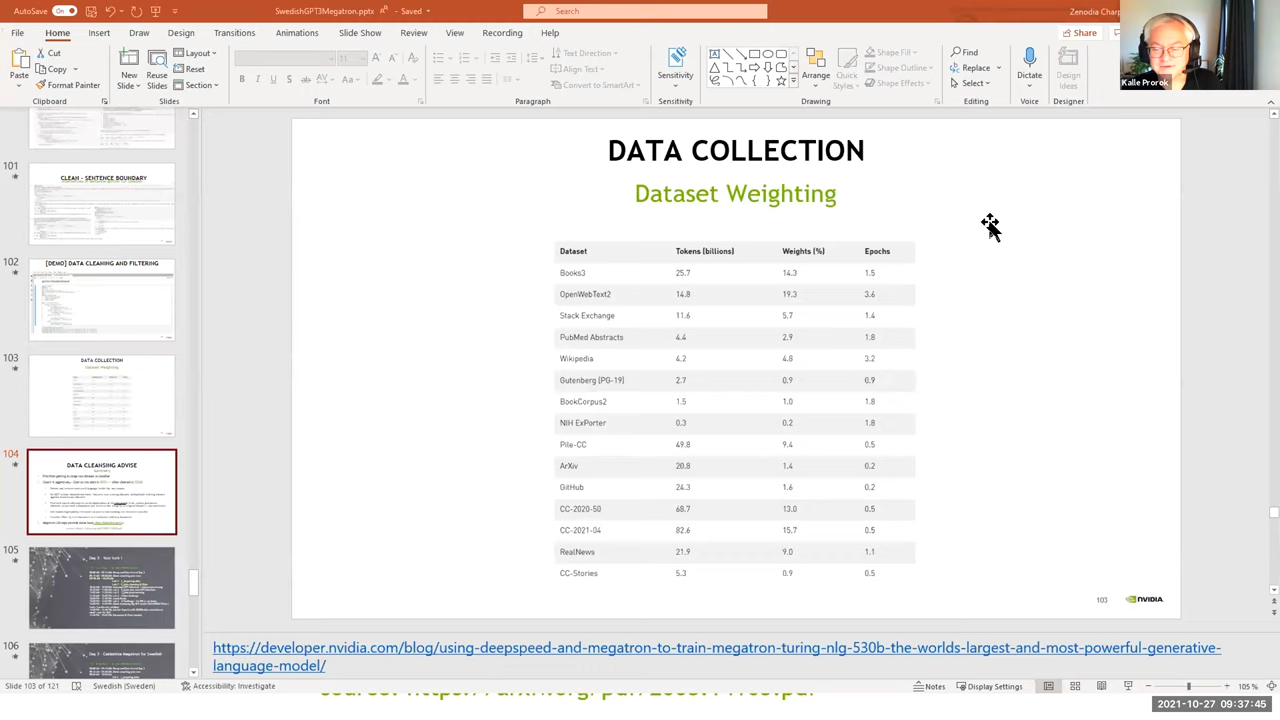 AutoSave On SwedishGPT3Megatron.pptx - Saved Search Zenodia Charp
File Home Insert Draw Design Transitions Animations Slide Show Review View Recording Help Share
Paste Cut Copy Format Painter New Slides Reuse Slides Layout Reset Section 11 Text Direction Align Text Convert to SmartArt Sensitivity Arrange Quick Styles Shape Fill Shape Outline Shape Effects Find Replace Select Dictate Design Ideas
Kalle Prorok
Clipboard Slides Font Paragraph Sensitivity Drawing Editing Voice Designer
101
CLEAN - SENTENCE BOUNDARY
102
[DEMO] DATA CLEANING AND FILTERING
103
DATA COLLECTION
Dataset Weighting
104
DATA CLEANSING ADVISE
105
106
DATA COLLECTION
Dataset Weighting
Dataset Tokens (billions) Weights (%) Epochs
Books3 25.7 14.3 1.5
OpenWebText2 14.8 19.3 3.6
Stack Exchange 11.6 5.7 1.4
PubMed Abstracts 4.4 2.9 1.8
Wikipedia 4.2 4.8 3.2
Gutenberg (PG-19) 2.7 0.9 0.9
BookCorpus2 1.5 1.0 1.8
NIH ExPorter 0.3 0.2 1.8
Pile-CC 49.8 9.4 0.5
ArXiv 20.8 1.4 0.2
GitHub 24.3 1.6 0.2
CC-2020-50 68.7 13.0 0.5
CC-2021-04 82.6 15.7 0.5
RealNews 21.9 9.0 1.1
CC-Stories 5.3 0.9 0.5
103 NVIDIA
https://developer.nvidia.com/blog/using-deepspeed-and-megatron-to-train-megatron-turing-nlg-530b-the-worlds-largest-and-most-powerful-generative-
language-model/
Slide 103 of 121 Swedish (Sweden) Accessibility: Investigate Notes Display Settings 105 %
2021-10-27 09:37:45